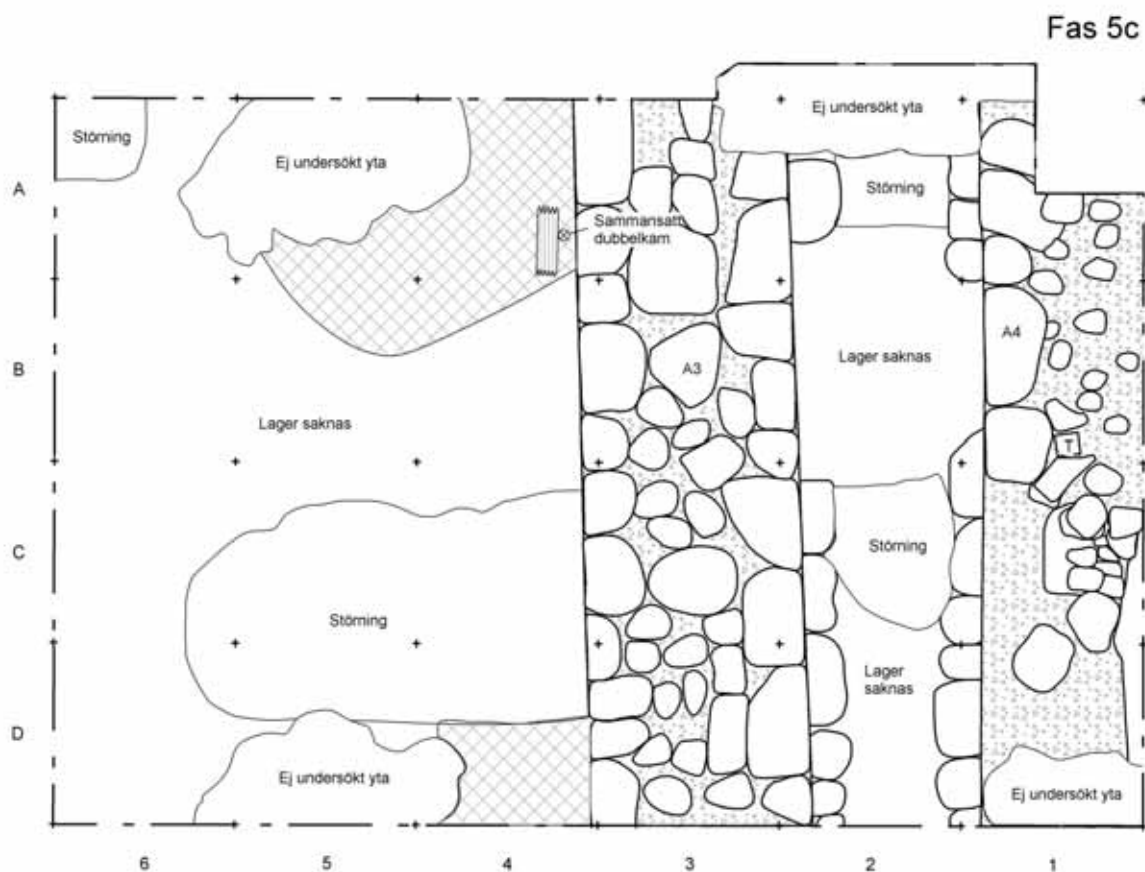 Fas 5c
Ej undersökt yta
Störning
Ej undersökt yta
Störning
A
Sammansatt
dubbelkam
A4
B
Lager saknas
A3
Lager saknas
T
C
Störning
Störning
Lager
saknas
D
Ej undersökt yta
Ej undersökt yta
6
5
4
3
2
1